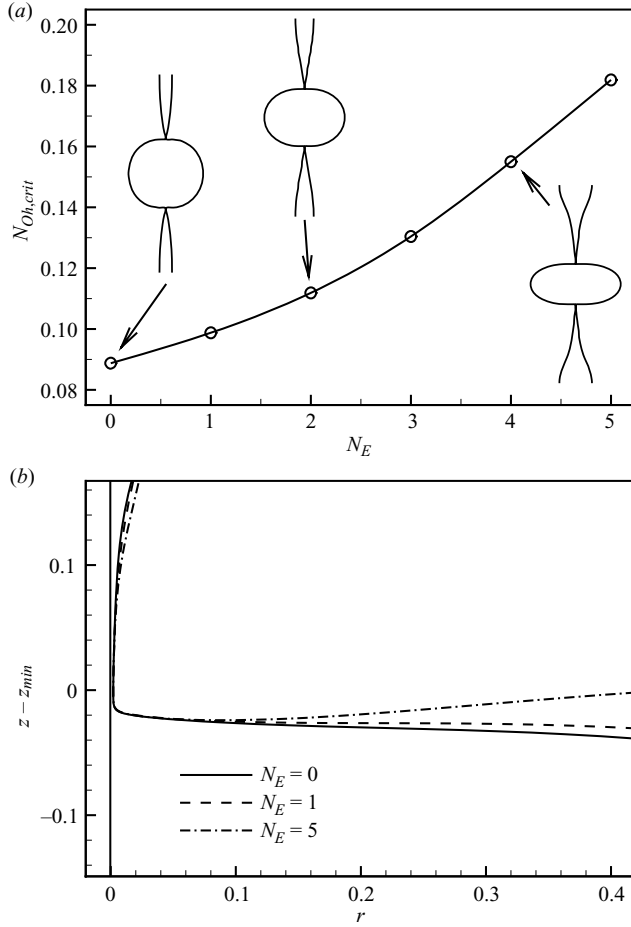 (a)
0.20
0.18
0.16
0.14
0.12
0.10
0.08
N_{Oh,crit}
0 1 2 3 4 5
N_E
(b)
0.1
0
−0.1
z − z_{min}
N_E = 0
N_E = 1
N_E = 5
0 0.1 0.2 0.3 0.4
r